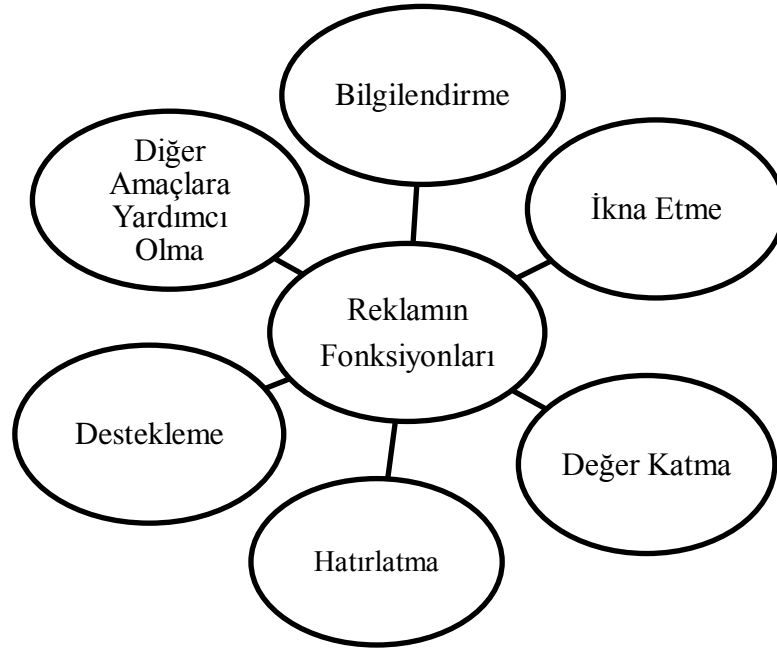 Bilgilendirme
Diğer
Amaçlara
Yardımcı
Olma
İkna Etme
Reklamın
Fonksiyonları
Destekleme
Değer Katma
Hatırlatma